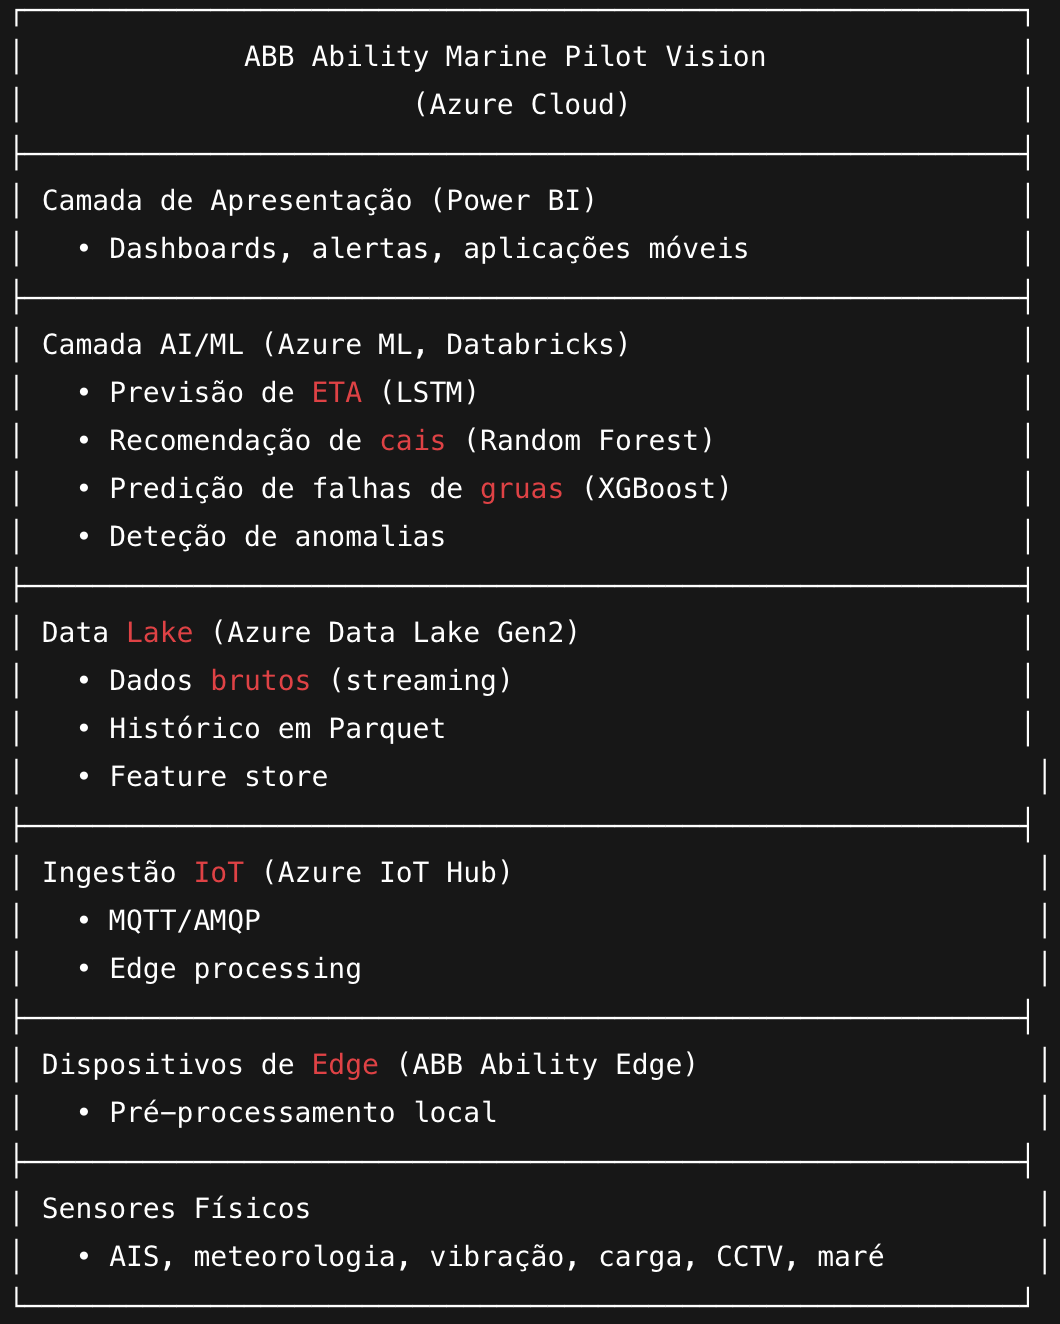 ABB Ability Marine Pilot Vision
(Azure Cloud)
Camada de Apresentação (Power BI)
• Dashboards, alertas, aplicações móveis
Camada AI/ML (Azure ML, Databricks)
• Previsão de ETA (LSTM)
• Recomendação de cais (Random Forest)
• Predição de falhas de gruas (XGBoost)
• Deteção de anomalias
Data Lake (Azure Data Lake Gen2)
• Dados brutos (streaming)
• Histórico em Parquet
• Feature store
Ingestão IoT (Azure IoT Hub)
• MQTT/AMQP
• Edge processing
Dispositivos de Edge (ABB Ability Edge)
• Pré-processamento local
Sensores Físicos
• AIS, meteorologia, vibração, carga, CCTV, maré